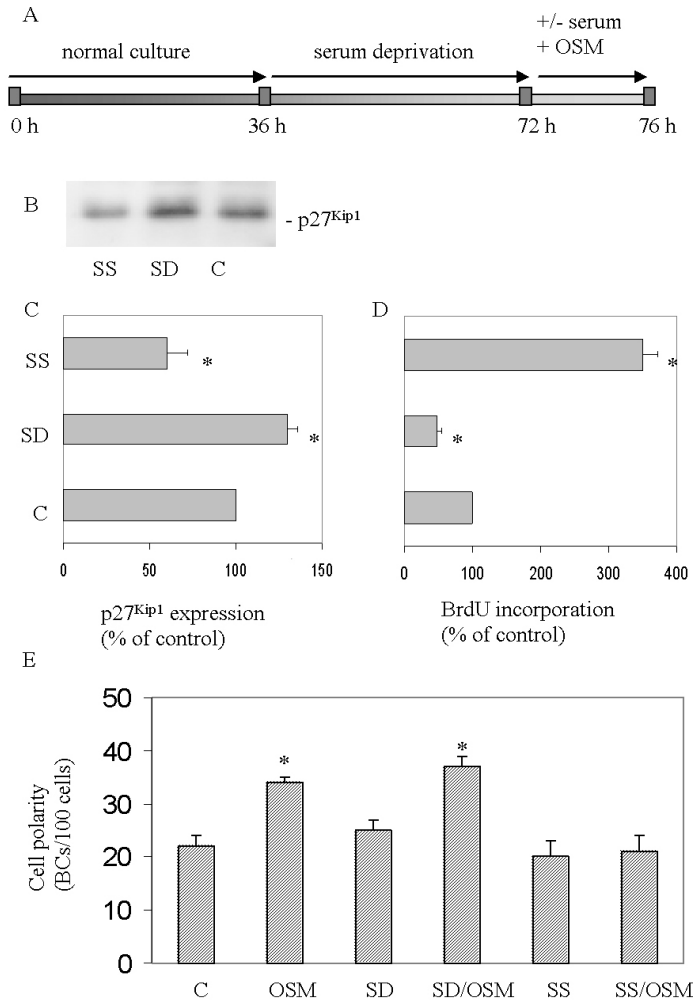 A
normal culture
serum deprivation
+/- serum
+ OSM
0 h
36 h
72 h
76 h
B
- p27Kip1
SS
SD
C
C
SS
SD
C
0
50
100
150
p27Kip1 expression
(% of control)
D
*
*
*
*
0
100
200
300
400
BrdU incorporation
(% of control)
E
Cell polarity
(BCs/100 cells)
50
40
30
20
10
0
*
*
C
OSM
SD
SD/OSM
SS
SS/OSM